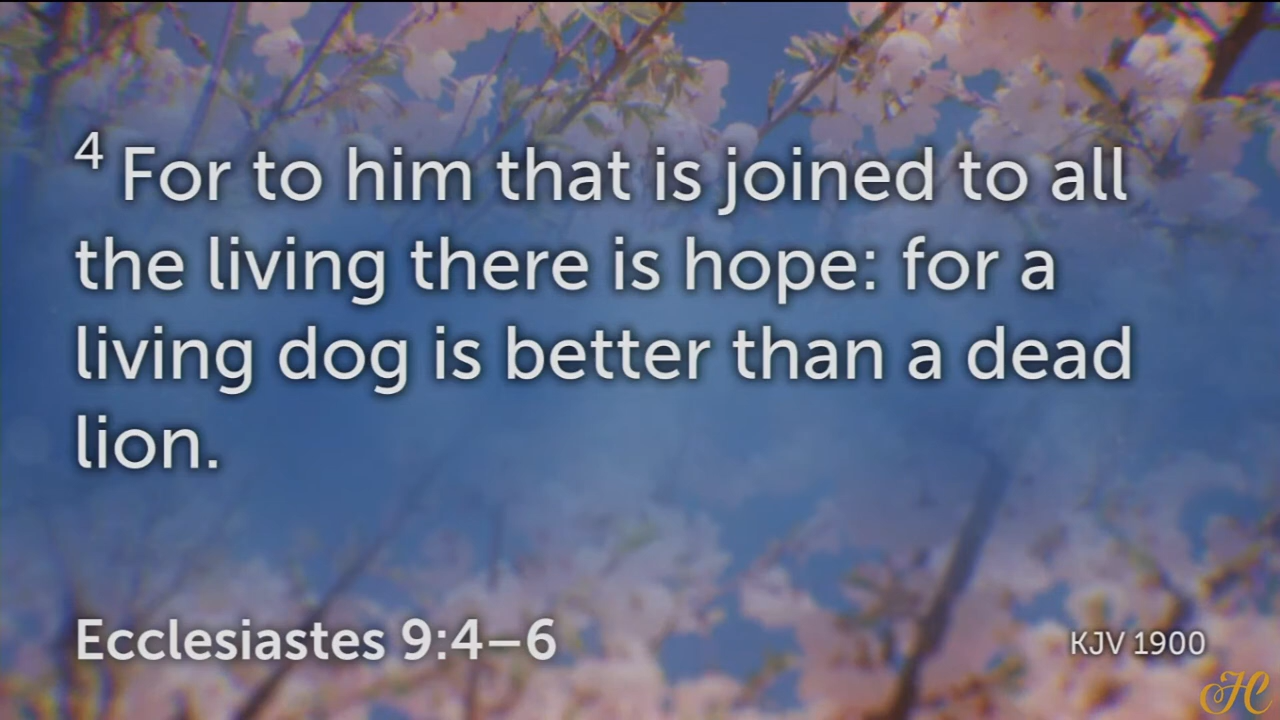 4 For to him that is joined to all
the living there is hope: for a
living dog is better than a dead
lion.
Ecclesiastes 9:4–6
KJV 1900
HC